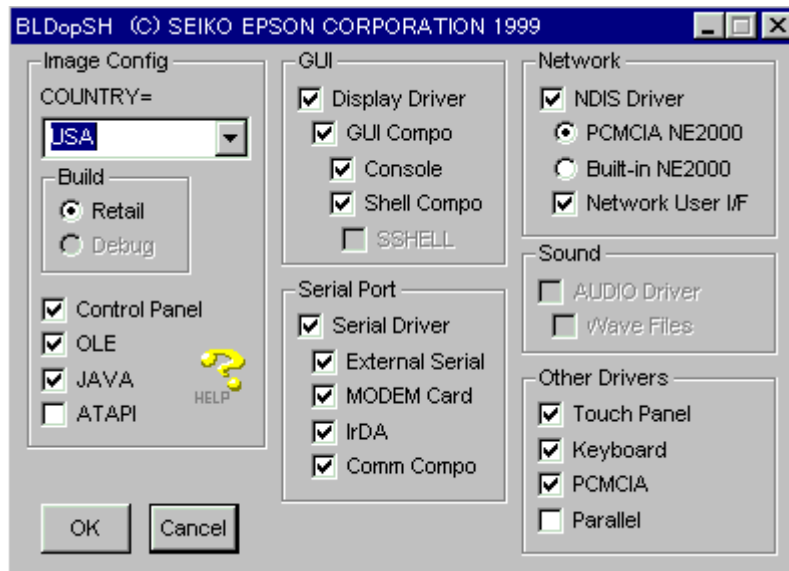 BLDopSH (C) SEIKO EPSON CORPORATION 1999
Image Config
COUNTRY=
USA
Build
Retail
Debug
Control Panel
OLE
JAVA
ATAPI
HELP
OK
Cancel
GUI
Display Driver
GUI Compo
Console
Shell Compo
SSHELL
Serial Port
Serial Driver
External Serial
MODEM Card
IrDA
Comm Compo
Network
NDIS Driver
PCMCIA NE2000
Built-in NE2000
Network User I/F
Sound
AUDIO Driver
Wave Files
Other Drivers
Touch Panel
Keyboard
PCMCIA
Parallel